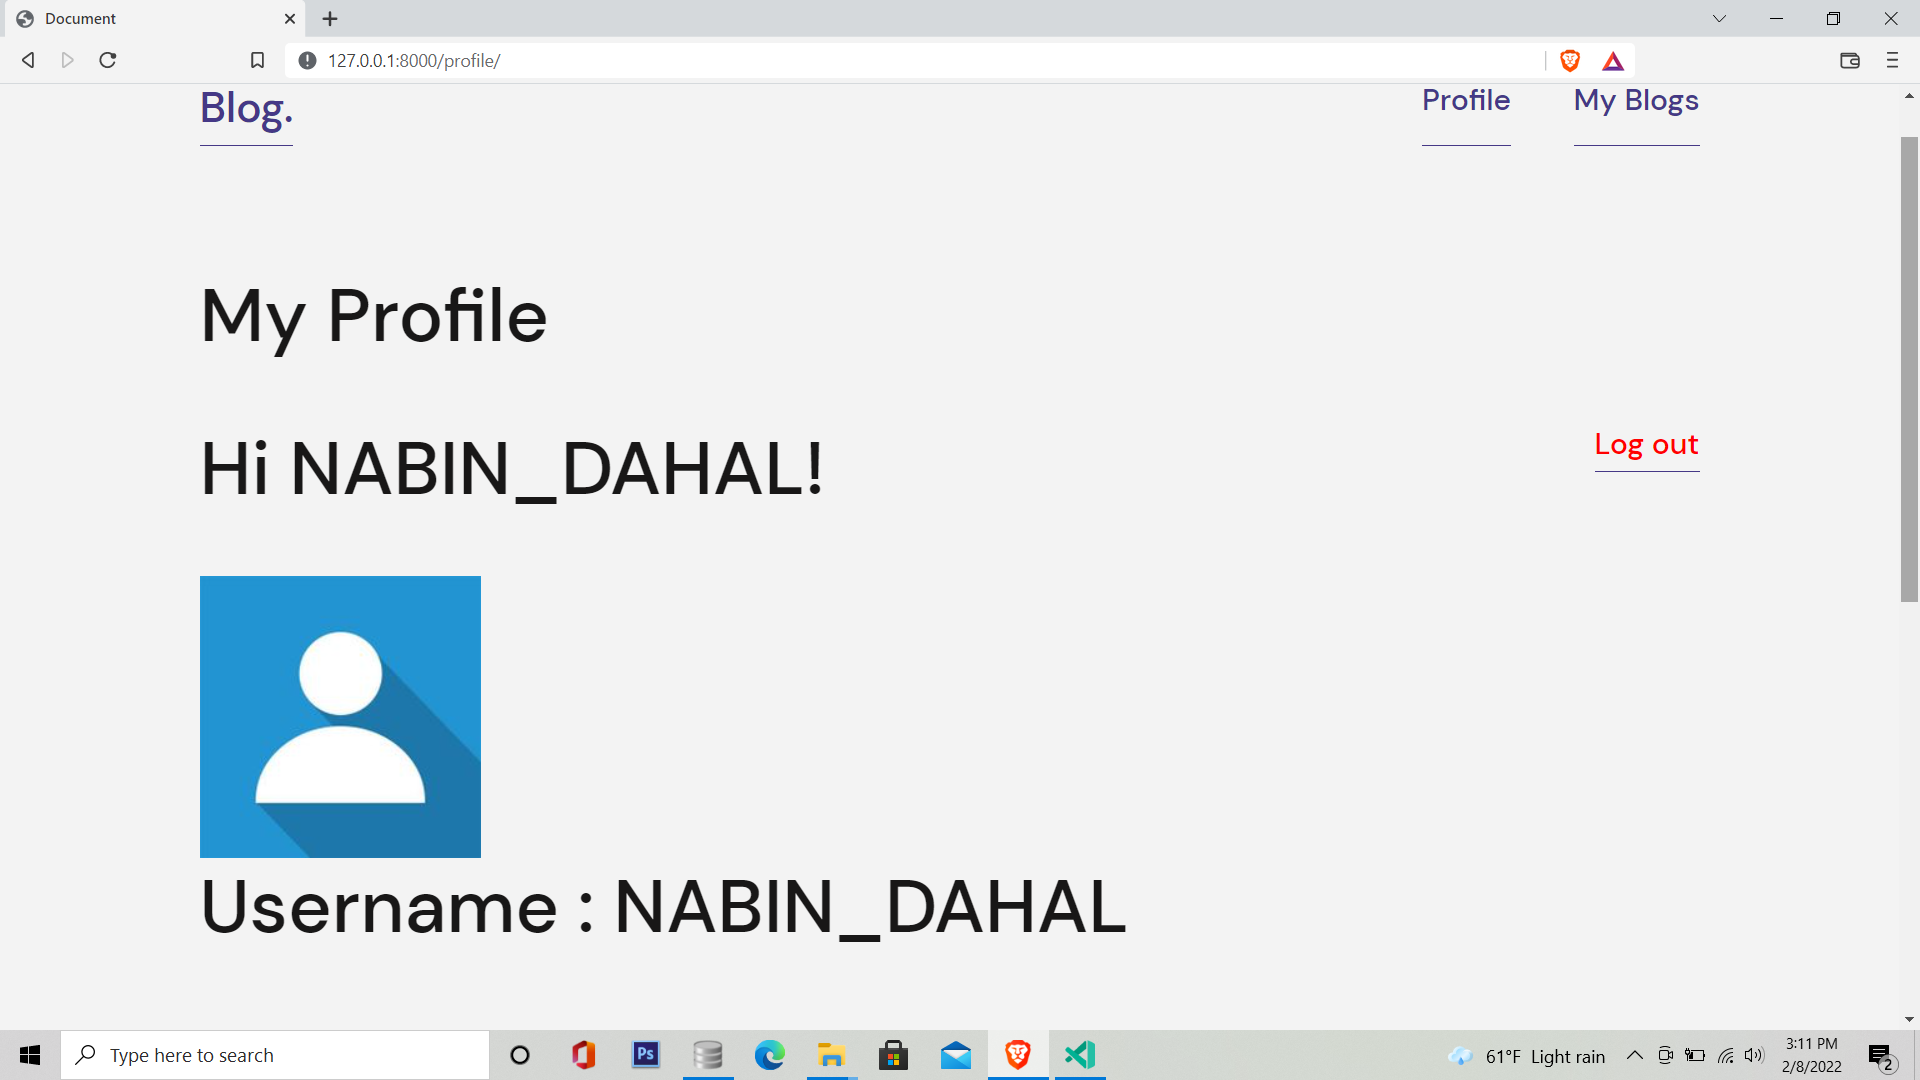 Document
127.0.0.1:8000/profile/
Blog.
Profile
My Blogs
My Profile
Hi NABIN_DAHAL!
Log out
Username : NABIN_DAHAL
Type here to search
Ps
61°F Light rain
3:11 PM
2/8/2022
2